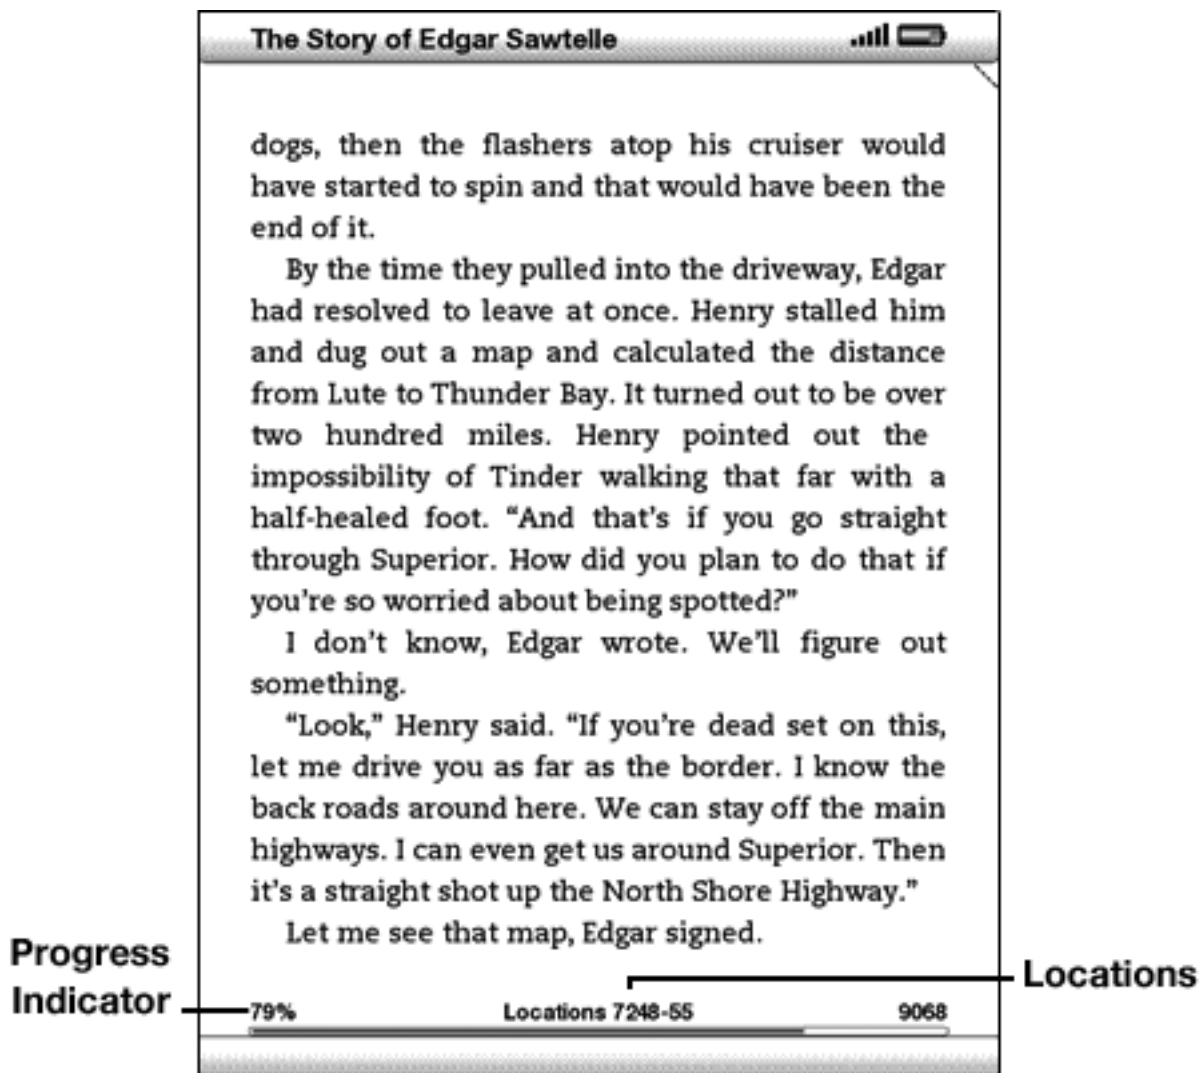 The Story of Edgar Sawtelle
dogs, then the flashers atop his cruiser would
have started to spin and that would have been the
end of it.
By the time they pulled into the driveway, Edgar
had resolved to leave at once. Henry stalled him
and dug out a map and calculated the distance
from Lute to Thunder Bay. It turned out to be over
two hundred miles. Henry pointed out the
impossibility of Tinder walking that far with a
half-healed foot. “And that’s if you go straight
through Superior. How did you plan to do that if
you’re so worried about being spotted?”
I don’t know, Edgar wrote. We’ll figure out
something.
“Look,” Henry said. “If you’re dead set on this,
let me drive you as far as the border. I know the
back roads around here. We can stay off the main
highways. I can even get us around Superior. Then
it’s a straight shot up the North Shore Highway.”
Let me see that map, Edgar signed.
Progress
Indicator
79%
Locations 7248-55
9068
Locations